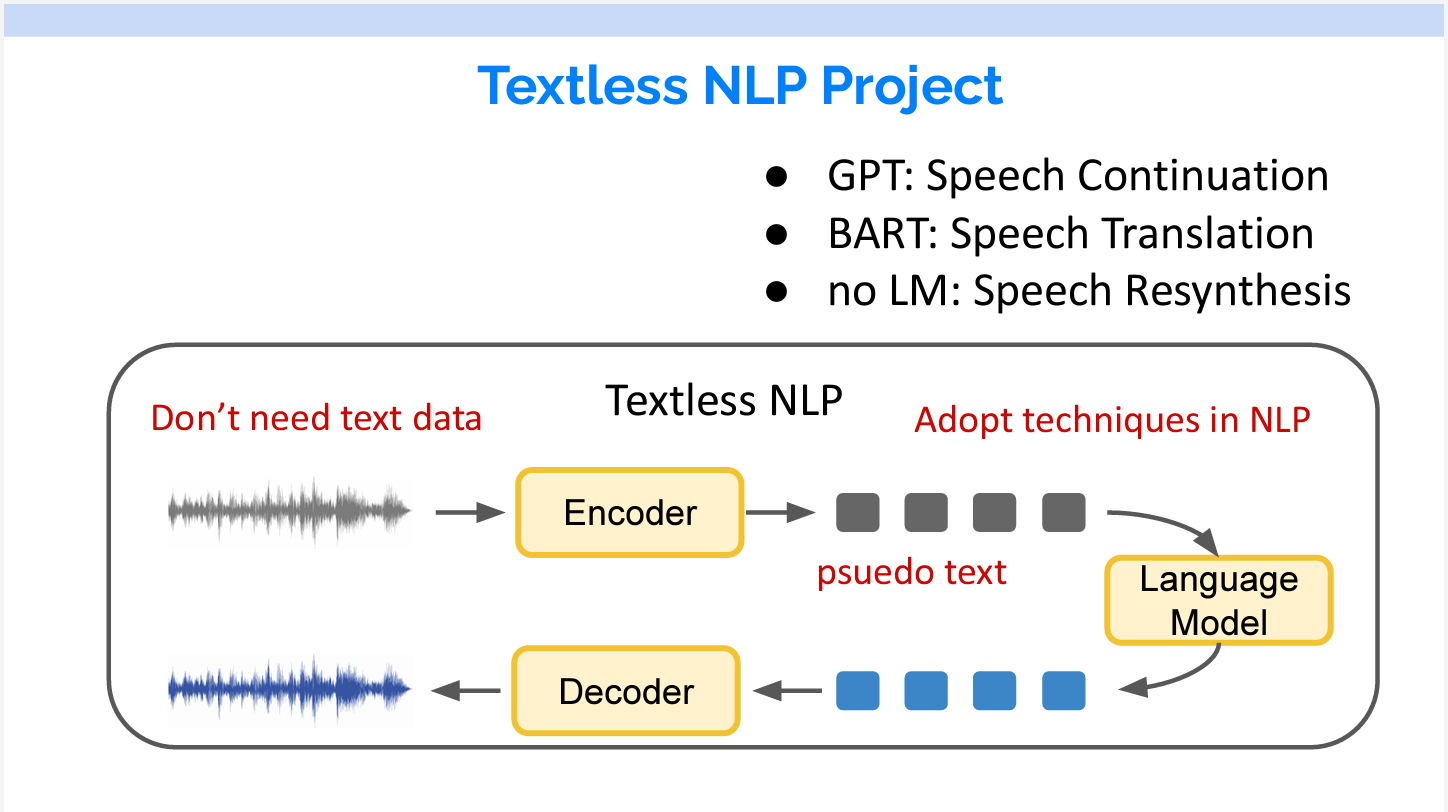 Textless NLP Project
● GPT: Speech Continuation
● BART: Speech Translation
● no LM: Speech Resynthesis
Textless NLP
Don’t need text data
Adopt techniques in NLP
Encoder
psuedo text
Language
Model
Decoder